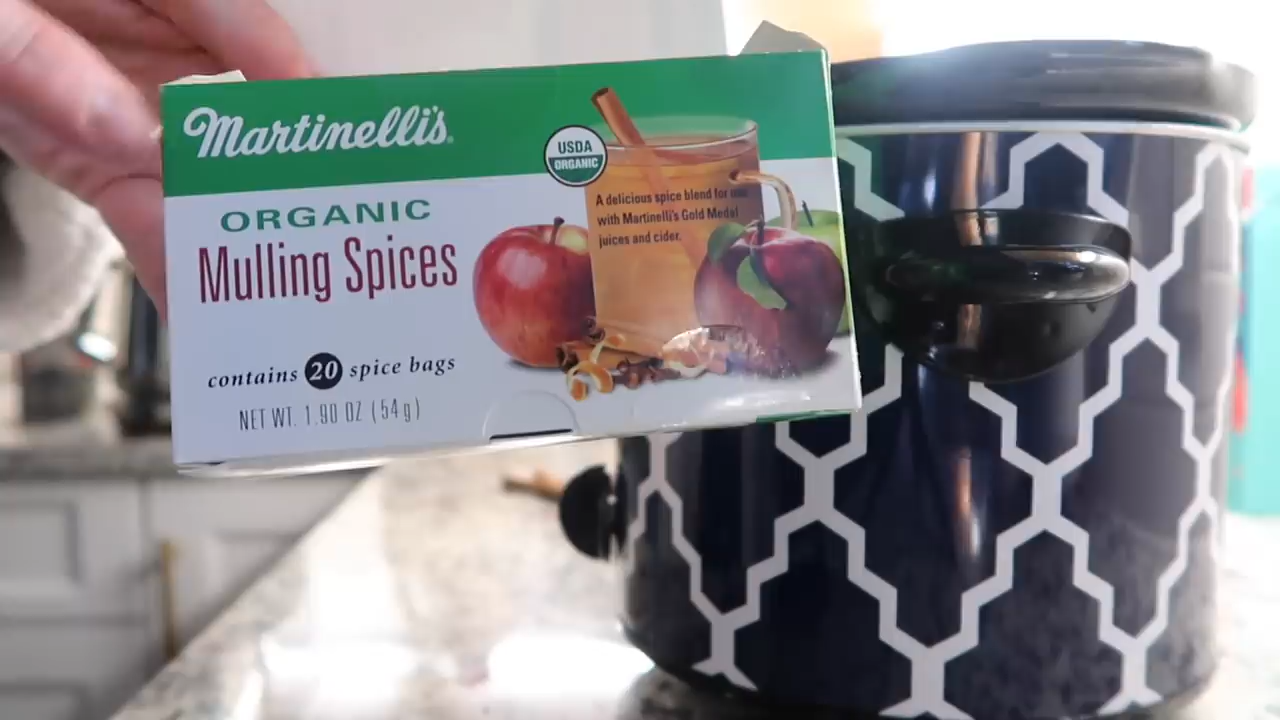 Martinelli's
USDA
ORGANIC
A delicious spice blend for use
with Martinelli's Gold Medal
juices and cider.
ORGANIC
Mulling Spices
contains 20 spice bags
NET WT. 1.90 OZ (54g)